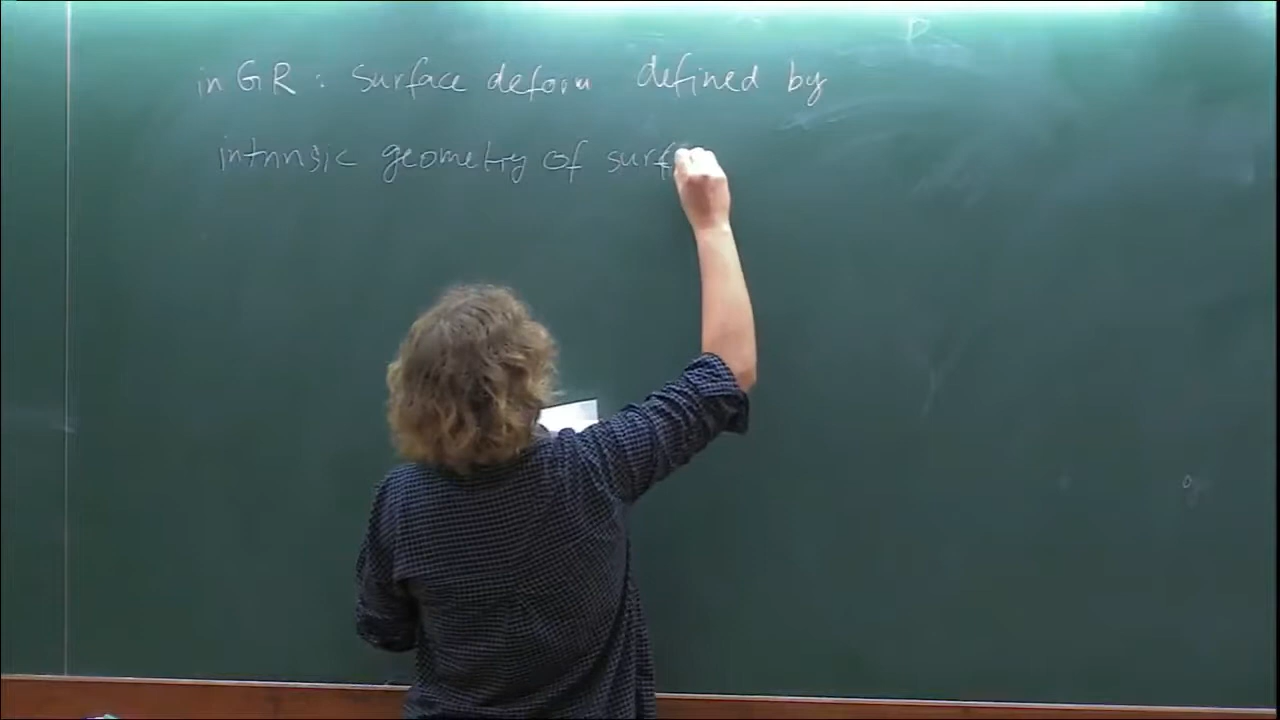 in GR : surface deform defined by
intrinsic geometry of surf